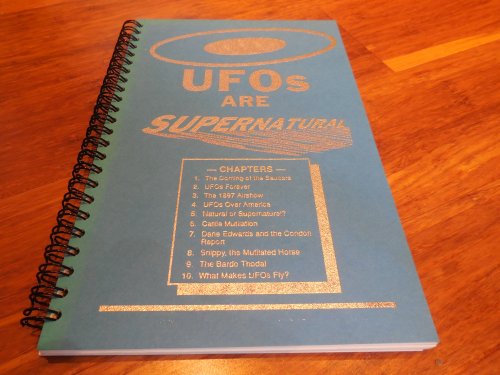 UFOs
ARE
SUPERNATURAL
— CHAPTERS —
1. The Coming of the Saucers
2. UFOs Forever
3. The 1897 Airshow
4. UFOs Over America
5. Natural or Supernatural?
6. Cattle Mutilation
7. Dane Edwards and the Condon
Report
8. Snippy, the Mutilated Horse
9. The Bardo Thodal
10. What Makes UFOs Fly?